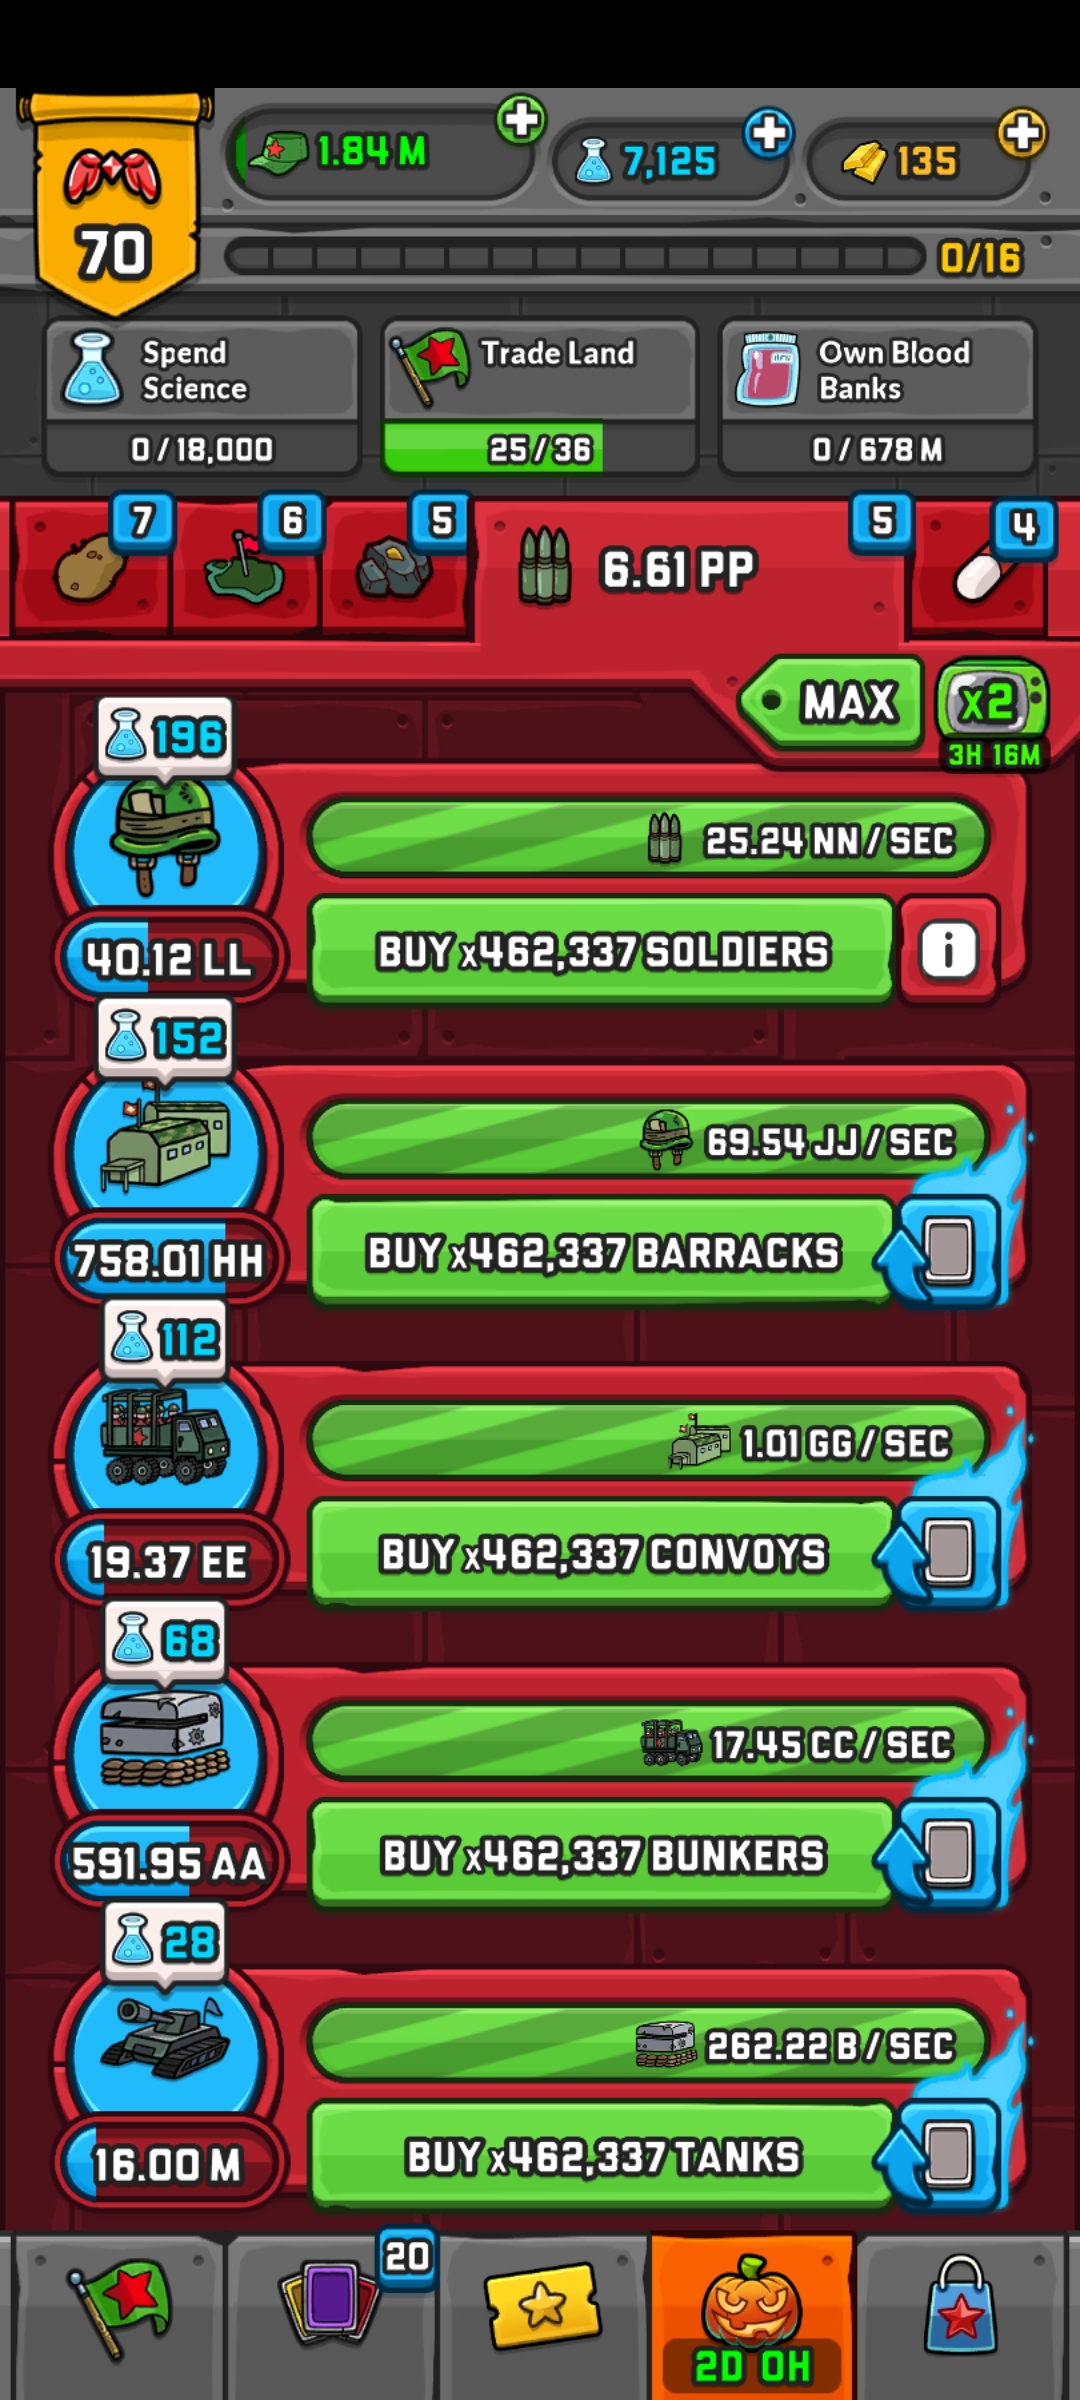 70
1.84 M
7,125
135
0/16
Spend
Science
0 / 18,000
Trade Land
25 / 36
Own Blood
Banks
0 / 678 M
7
6
5
6.61 PP
5
4
MAX
x2
3H 16M
196
25.24 NN / SEC
40.12 LL
BUY x462,337 SOLDIERS
i
152
69.54 JJ / SEC
758.01 HH
BUY x462,337 BARRACKS
112
1.01 GG / SEC
19.37 EE
BUY x462,337 CONVOYS
68
17.45 CC / SEC
591.95 AA
BUY x462,337 BUNKERS
28
262.22 B / SEC
16.00 M
BUY x462,337 TANKS
20
2D 0H